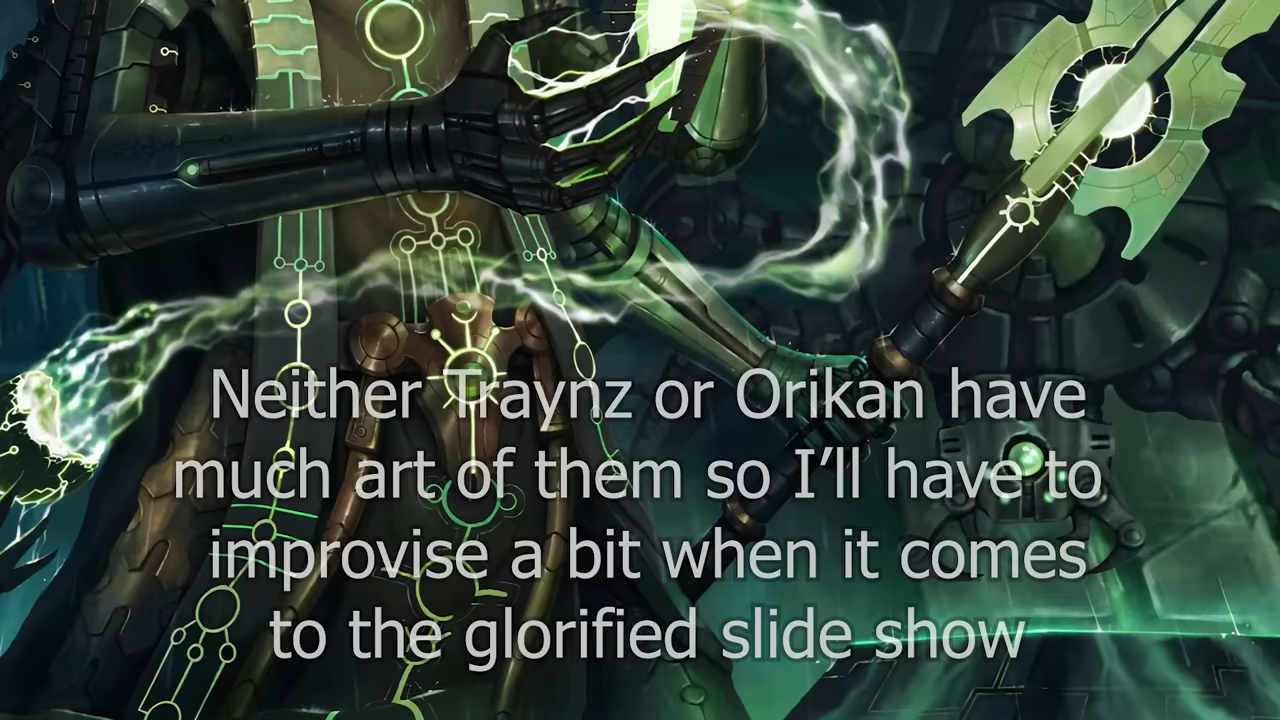 Neither Traynz or Orikan have
much art of them so I’ll have to
improvise a bit when it comes
to the glorified slide show